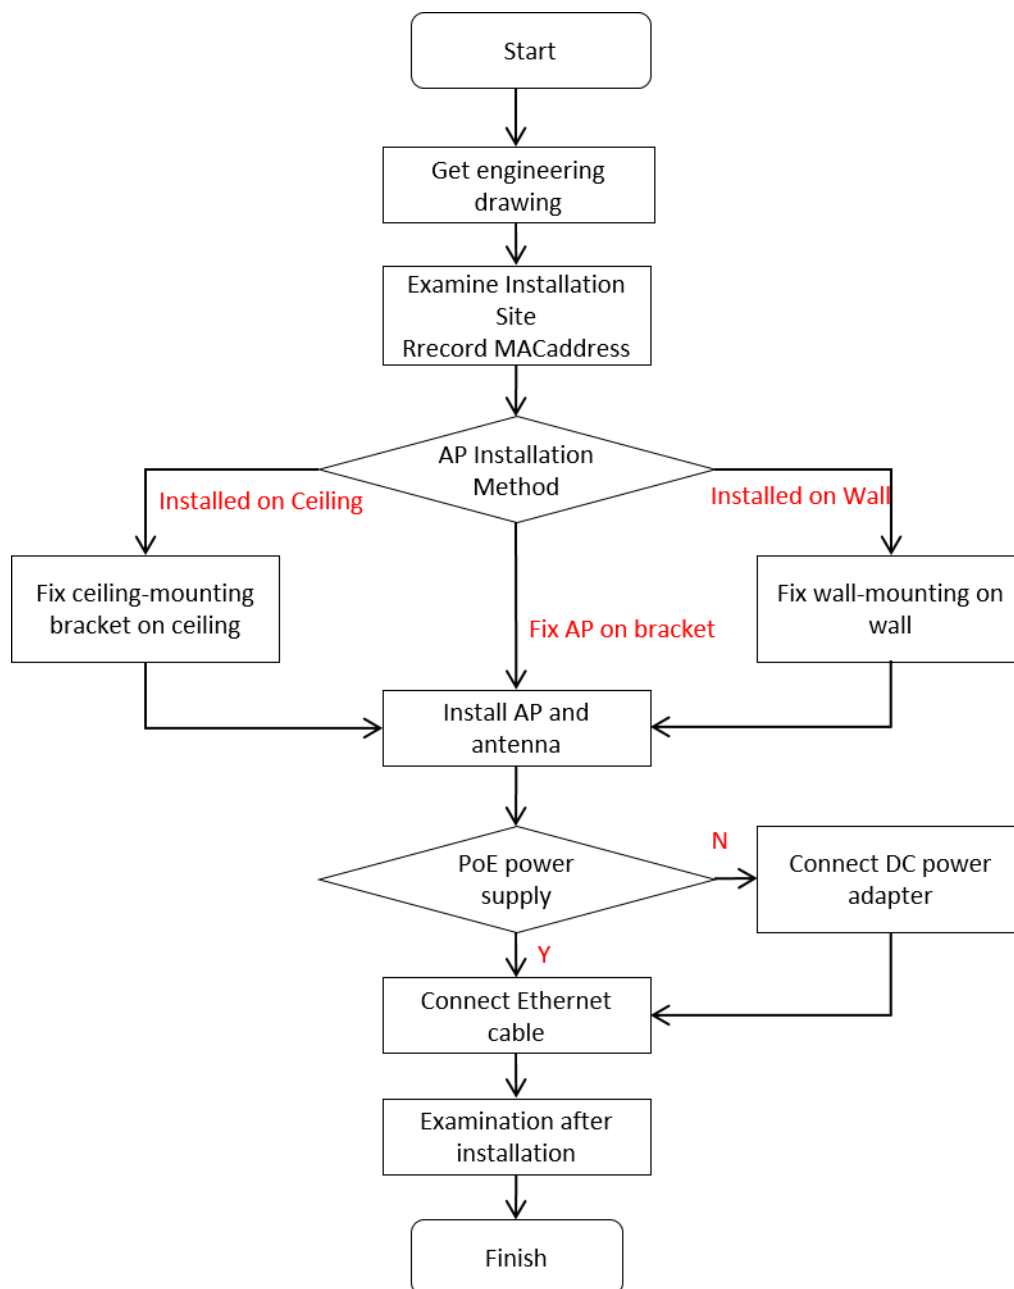 Start
Get engineering
drawing
Examine Installation
Site
Rrecord MACaddress
AP Installation
Method
Installed on Ceiling
Installed on Wall
Fix ceiling-mounting
bracket on ceiling
Fix AP on bracket
Fix wall-mounting on
wall
Install AP and
antenna
PoE power
supply
N
Connect DC power
adapter
Y
Connect Ethernet
cable
Examination after
installation
Finish